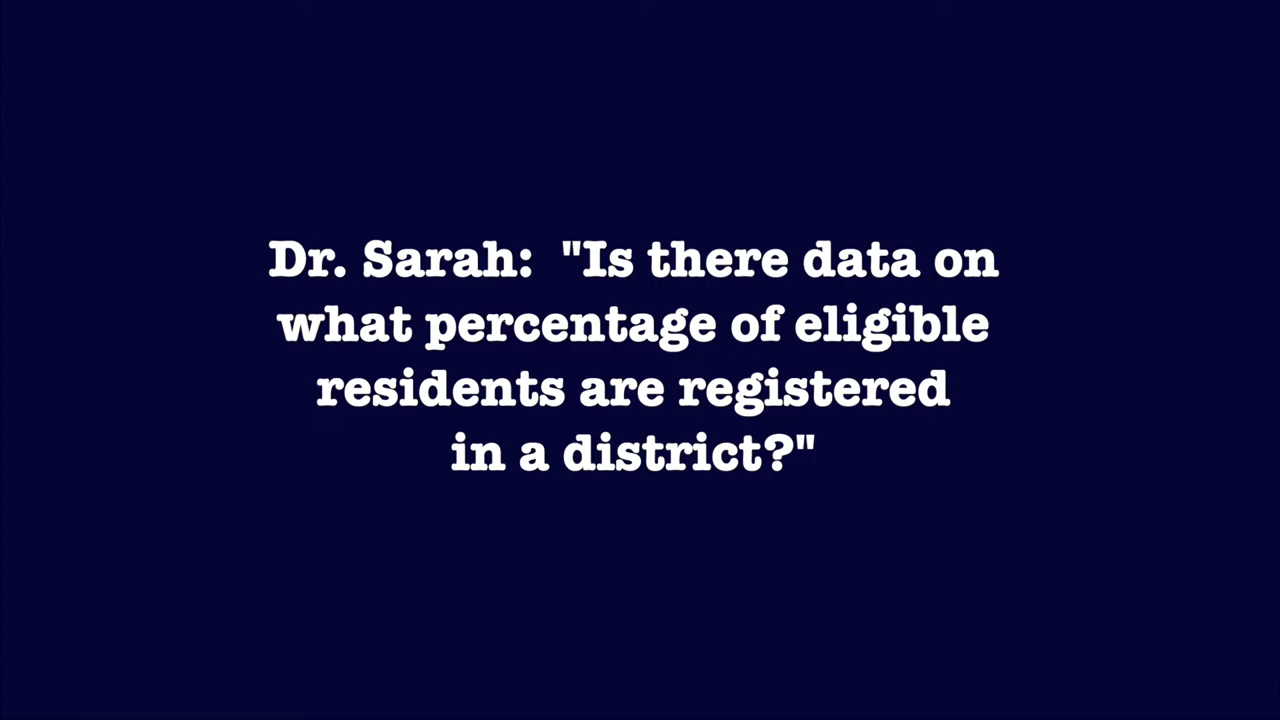 Dr. Sarah:  "Is there data on
what percentage of eligible
residents are registered
in a district?"